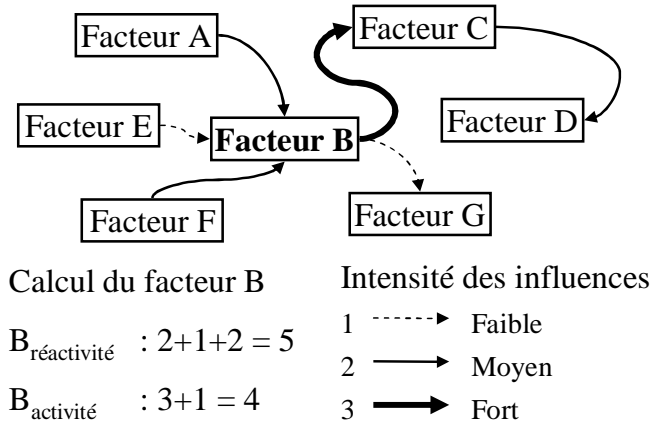 Facteur A
Facteur C
Facteur E
Facteur B
Facteur D
Facteur F
Facteur G
Calcul du facteur B
B réactivité : 2+1+2 = 5
B activité : 3+1 = 4
Intensité des influences
1 Faible
2 Moyen
3 Fort